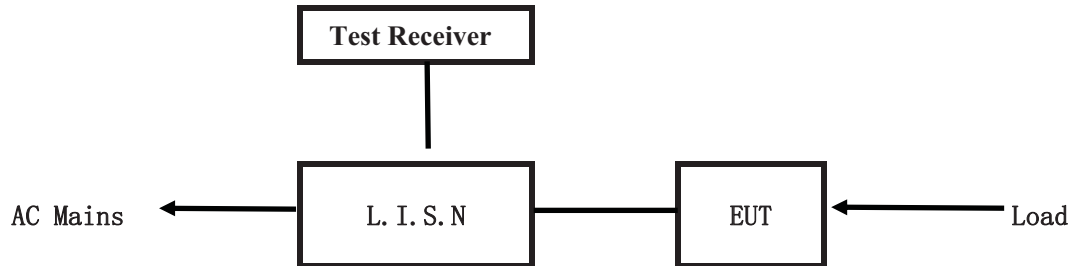 Test Receiver
AC Mains
L.I.S.N
EUT
Load